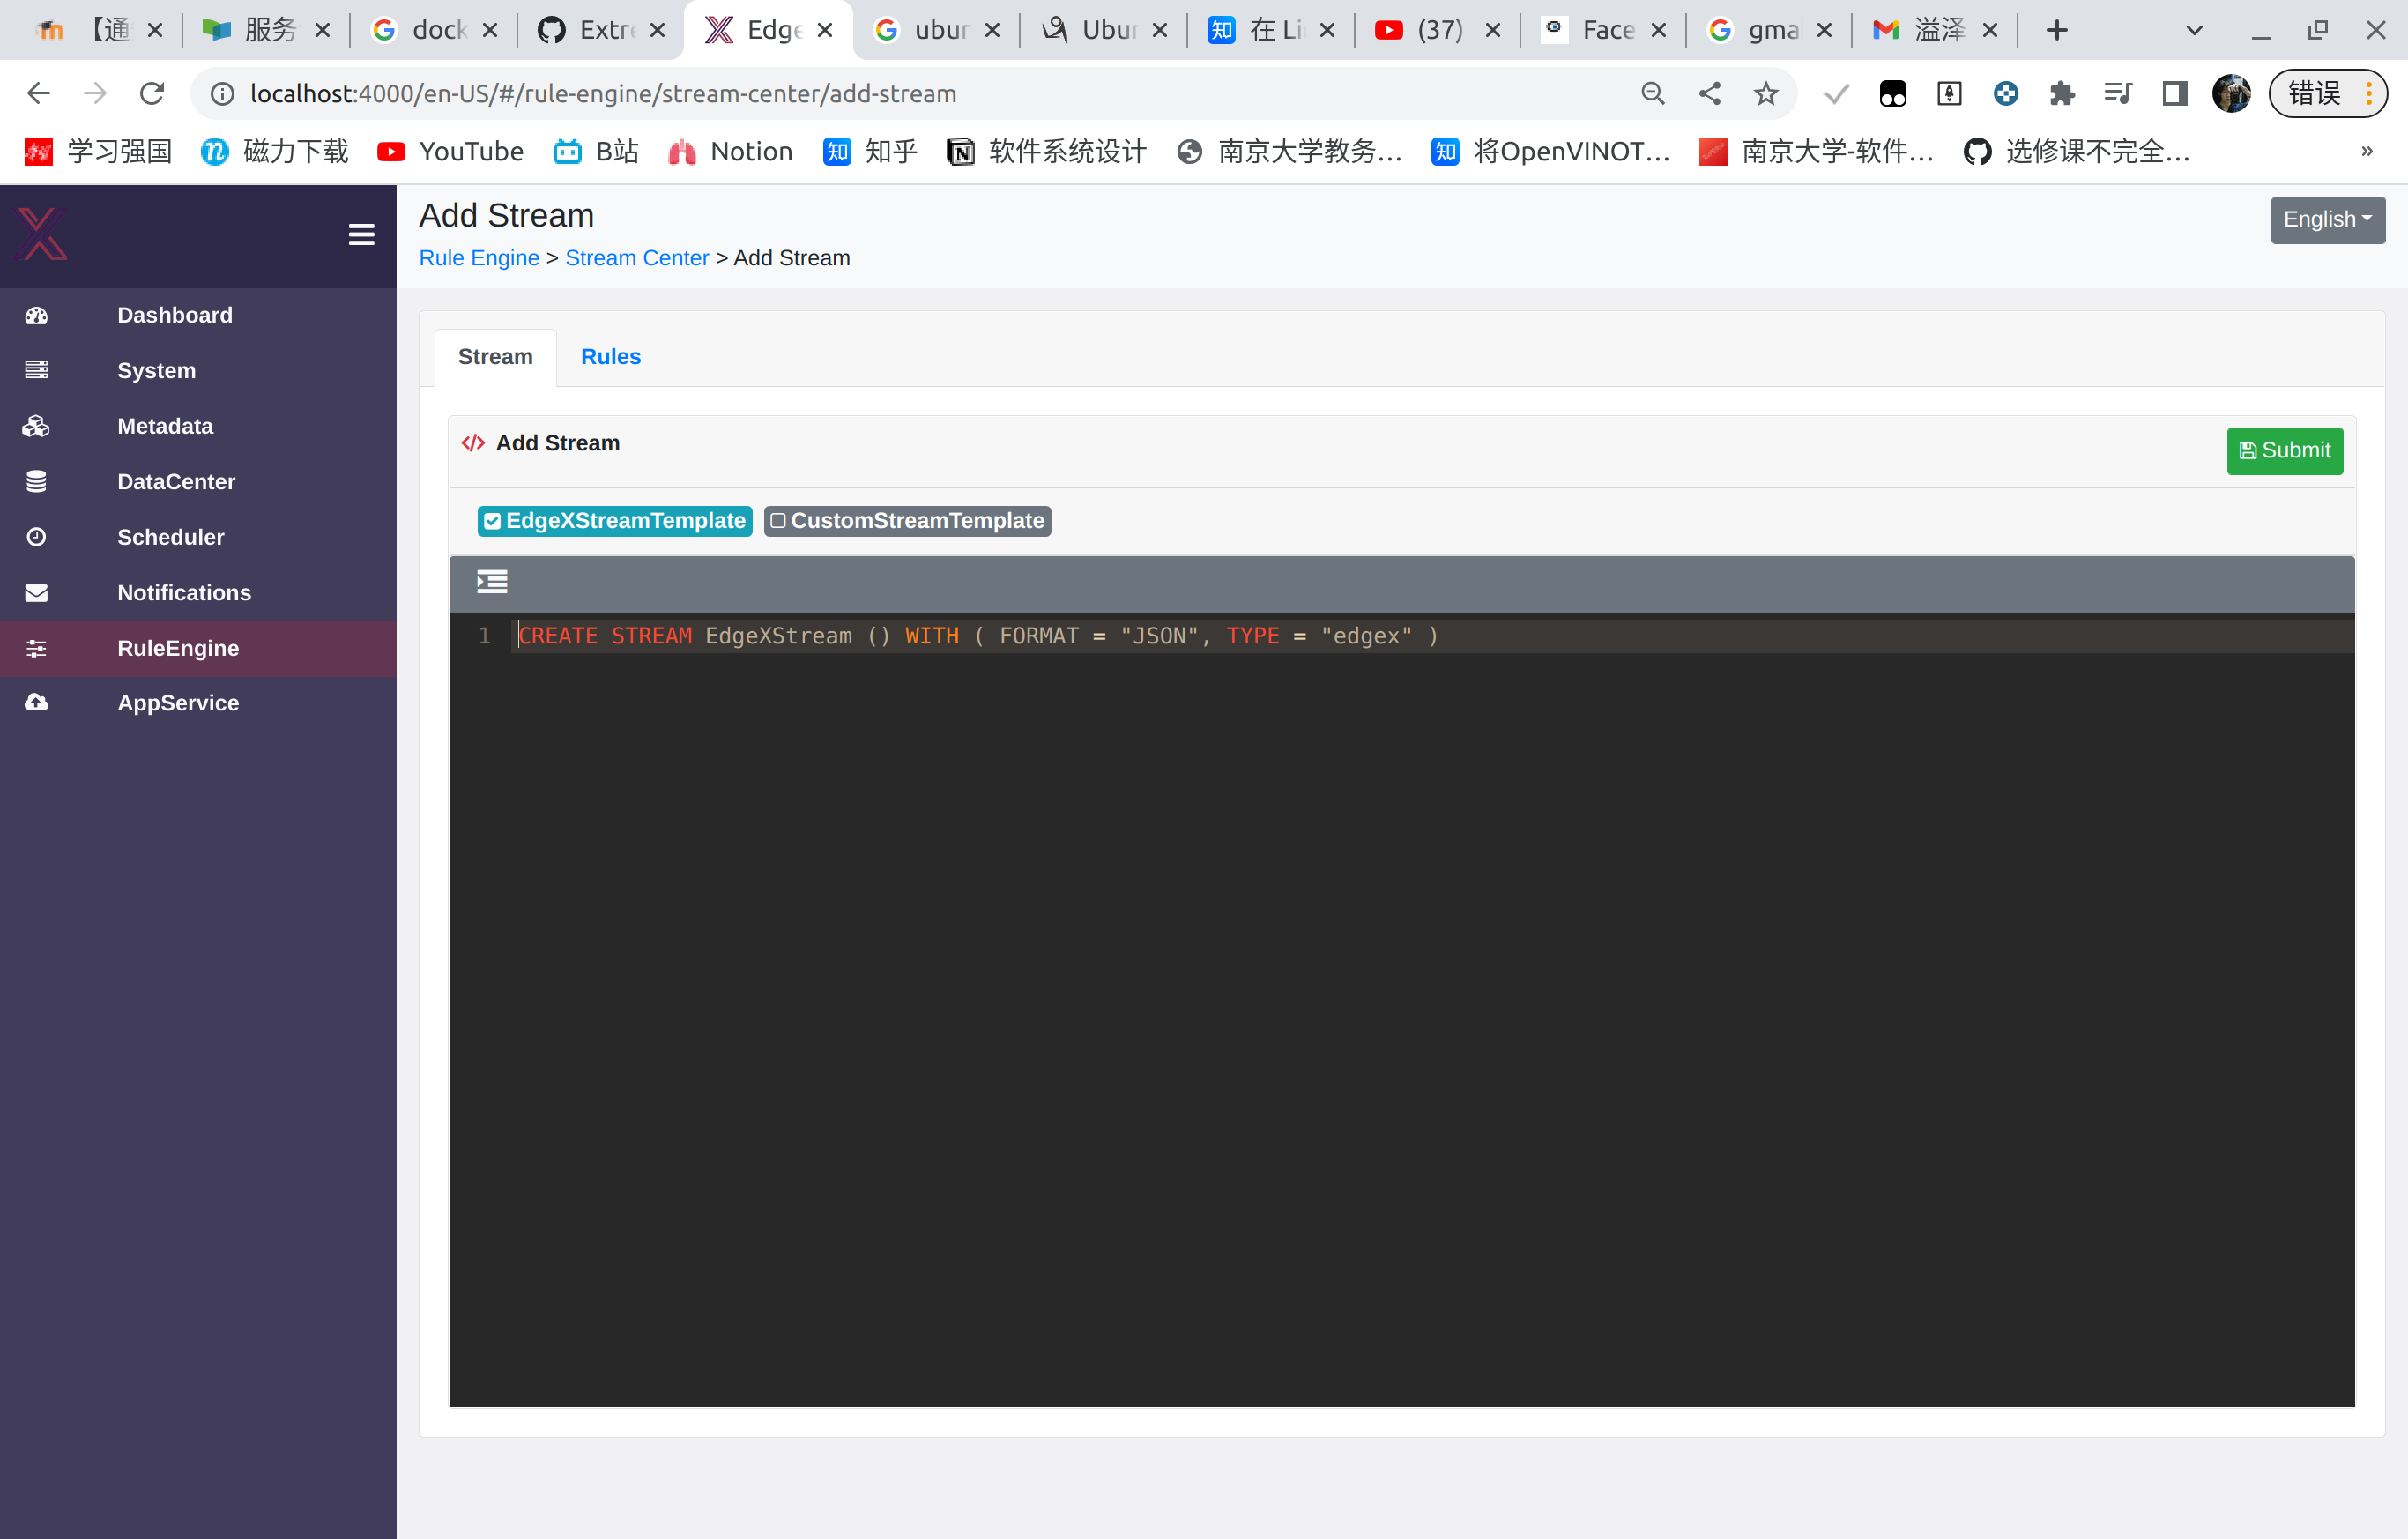 【通 服务 dock Extre Edge ubur Ubur 在 Li (37) Face gma 溢泽
localhost:4000/en-US/#/rule-engine/stream-center/add-stream 错误
学习强国 磁力下载 YouTube B站 Notion 知乎 软件系统设计 南京大学教务... 将OpenVINOT... 南京大学-软件... 选修课不完全... »
Add Stream
English
Rule Engine > Stream Center > Add Stream
Dashboard
System
Metadata
DataCenter
Scheduler
Notifications
RuleEngine
AppService
Stream Rules
</> Add Stream
Submit
EdgeXStreamTemplate CustomStreamTemplate
1 CREATE STREAM EdgeXStream () WITH ( FORMAT = "JSON", TYPE = "edgex" )